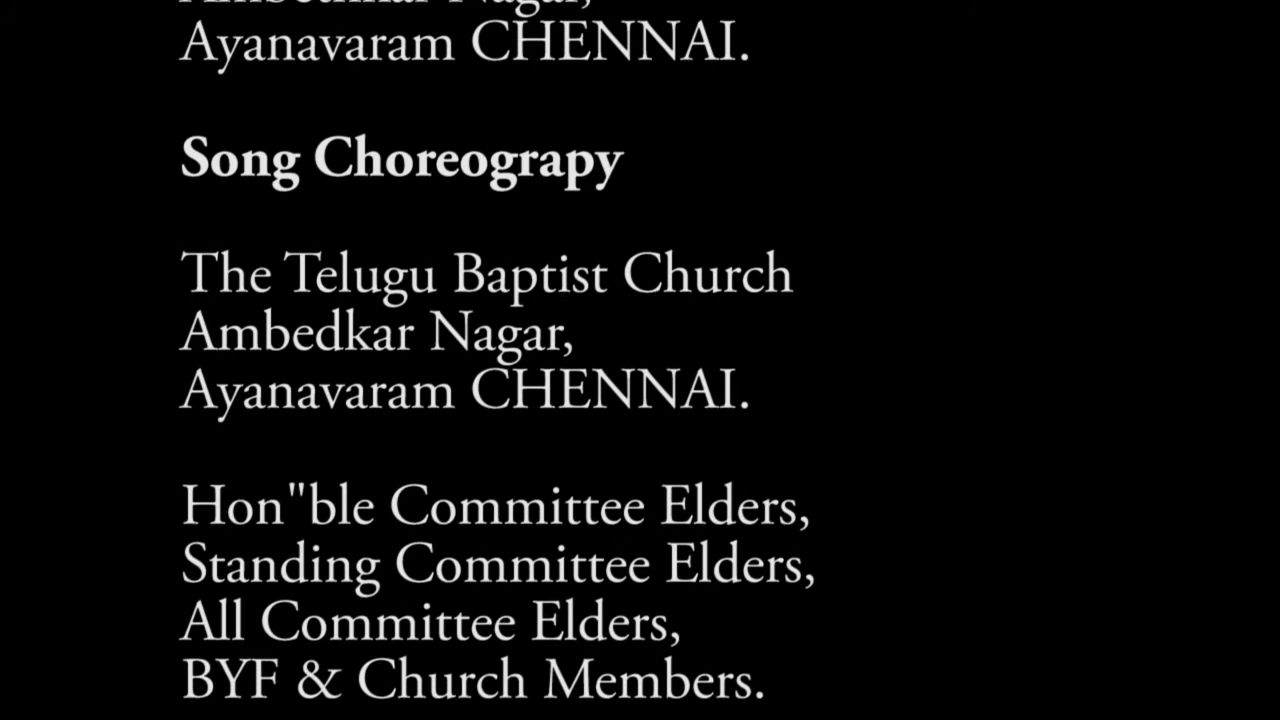 Nagar,
Ayanavaram CHENNAI.
Song Choreograpy
The Telugu Baptist Church
Ambedkar Nagar,
Ayanavaram CHENNAI.
Hon"ble Committee Elders,
Standing Committee Elders,
All Committee Elders,
BYF & Church Members.